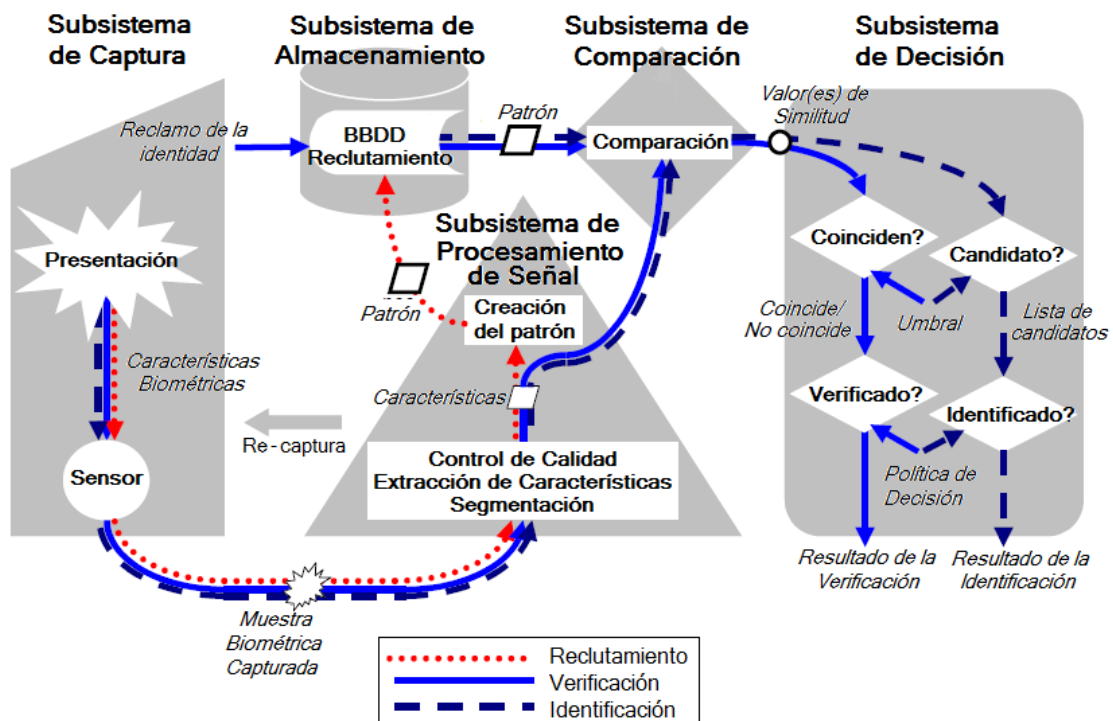 Subsistema
de Captura
Subsistema de
Almacenamiento
Subsistema de
Comparación
Subsistema
de Decisión
Reclamo de la
identidad
BBDD
Reclutamiento
Patrón
Comparación
Valor(es) de
Similitud
Presentación
Subsistema de
Procesamiento
de Señal
Patrón
Creación
del patrón
Coinciden?
Candidato?
Coincide/
No coincide
Umbral
Lista de
candidatos
Características
Biométricas
Características
Re-captura
Verificado?
Identificado?
Sensor
Control de Calidad
Extracción de Características
Segmentación
Política de
Decisión
Resultado de la
Verificación
Resultado de la
Identificación
Muestra
Biométrica
Capturada
Reclutamiento
Verificación
Identificación